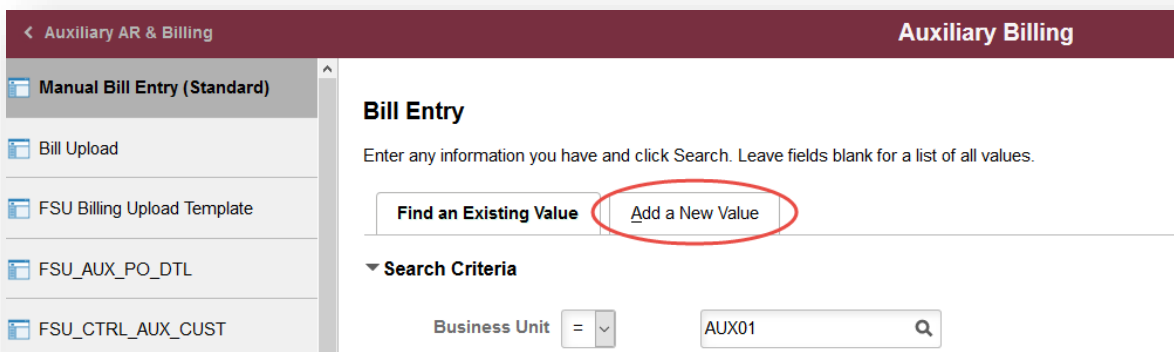 Auxiliary AR & Billing
Auxiliary Billing
Manual Bill Entry (Standard)
Bill Upload
FSU Billing Upload Template
FSU_AUX_PO_DTL
FSU_CTRL_AUX_CUST
Bill Entry
Enter any information you have and click Search. Leave fields blank for a list of all values.
Find an Existing Value
Add a New Value
Search Criteria
Business Unit = AUX01